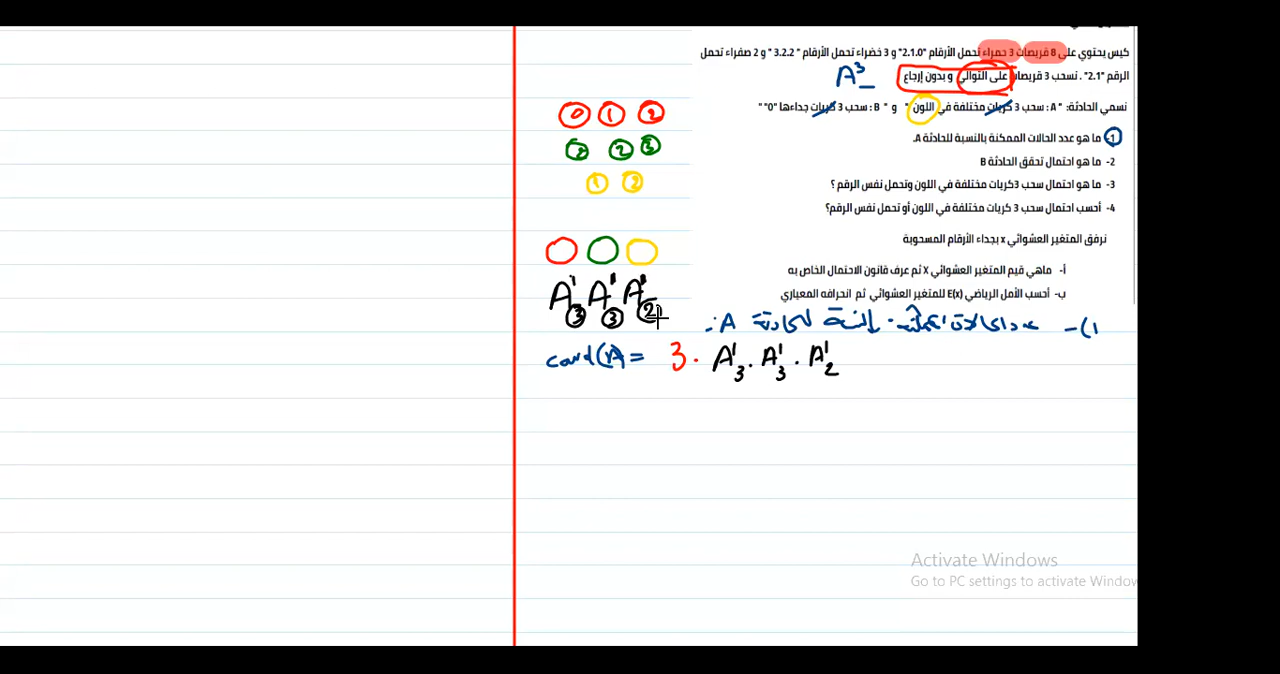 كيس يحتوي على 8 قريصات 3 حمراء تحمل الأرقام "2.1.0" و 3 خضراء تحمل الأرقام " 3.2.2 " و 2 صفراء تحمل
الرقم "2.1" . نسحب 3 قريصات على التوالي و بدون إرجاع
A³
نسمي الحادثة: " A : سحب 3 كريات مختلفة في اللون " و " B : سحب 3 كريات جداءها "0" "
1- ما هو عدد الحالات الممكنة بالنسبة للحادثة A.
2- ما هو احتمال تحقق الحادثة B
3- ما هو احتمال سحب 3كريات مختلفة في اللون وتحمل نفس الرقم ؟
4- أحسب احتمال سحب 3 كريات مختلفة في اللون أو تحمل نفس الرقم؟
نرفق المتغير العشوائي x بجداء الأرقام المسحوبة
أ- ماهي قيم المتغير العشوائي X ثم عرف قانون الاحتمال الخاص به
ب- أحسب الأمل الرياضي E(x) للمتغير العشوائي ثم انحرافه المعياري
0 1 2
2 2 3
1 2
A¹₃ A¹₃ A¹₂
1)- عدد الحالات الممكنة بالنسبة للحادثة A :
card(A) = 3 · A¹₃ · A¹₃ · A¹₂
Activate Windows
Go to PC settings to activate Window